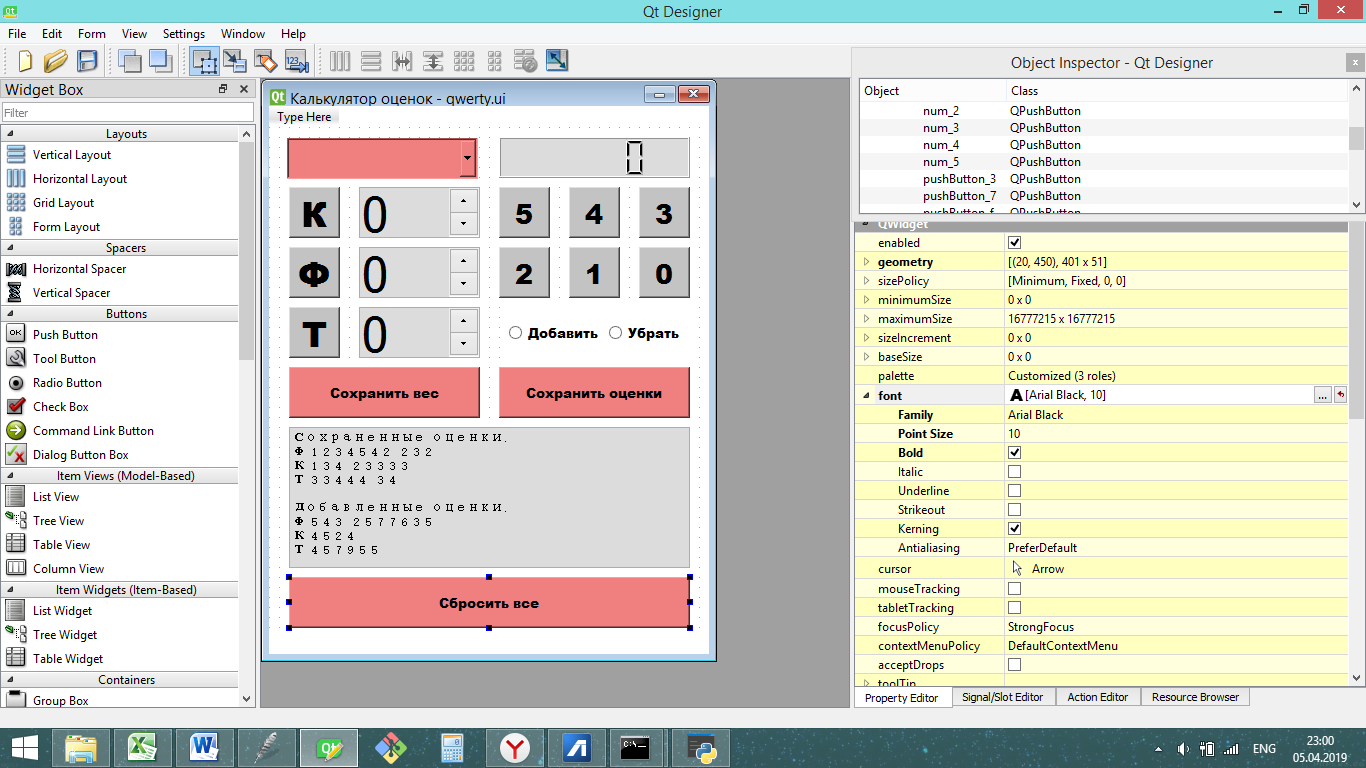 Qt Designer
File Edit Form View Settings Window Help
Widget Box
Filter
Layouts
Vertical Layout
Horizontal Layout
Grid Layout
Form Layout
Spacers
Horizontal Spacer
Vertical Spacer
Buttons
OK Push Button
Tool Button
Radio Button
Check Box
Command Link Button
Dialog Button Box
Item Views (Model-Based)
List View
Tree View
Table View
Column View
Item Widgets (Item-Based)
List Widget
Tree Widget
Table Widget
Containers
Group Box
Qt Калькулятор оценок - qwerty.ui
Type Here
0
К 0 5 4 3
Ф 0 2 1 0
Т 0 Добавить Убрать
Сохранить вес Сохранить оценки
Сохраненные оценки.
Ф 1 2 3 4 5 4 2 2 3 2
К 1 3 4 2 3 3 3 3
Т 3 3 4 4 4 3 4
Добавленные оценки.
Ф 5 4 3 2 5 7 7 6 3 5
К 4 5 2 4
Т 4 5 7 9 5 5
Сбросить все
Object Inspector - Qt Designer
Object Class
num_2 QPushButton
num_3 QPushButton
num_4 QPushButton
num_5 QPushButton
pushButton_3 QPushButton
pushButton_7 QPushButton
QWidget
enabled
geometry [(20, 450), 401 x 51]
sizePolicy [Minimum, Fixed, 0, 0]
minimumSize 0 x 0
maximumSize 16777215 x 16777215
sizeIncrement 0 x 0
baseSize 0 x 0
palette Customized (3 roles)
font A [Arial Black, 10] ...
Family Arial Black
Point Size 10
Bold
Italic
Underline
Strikeout
Kerning
Antialiasing PreferDefault
cursor Arrow
mouseTracking
tabletTracking
focusPolicy StrongFocus
contextMenuPolicy DefaultContextMenu
acceptDrops
toolTip
Property Editor Signal/Slot Editor Action Editor Resource Browser
ENG
23:00
05.04.2019